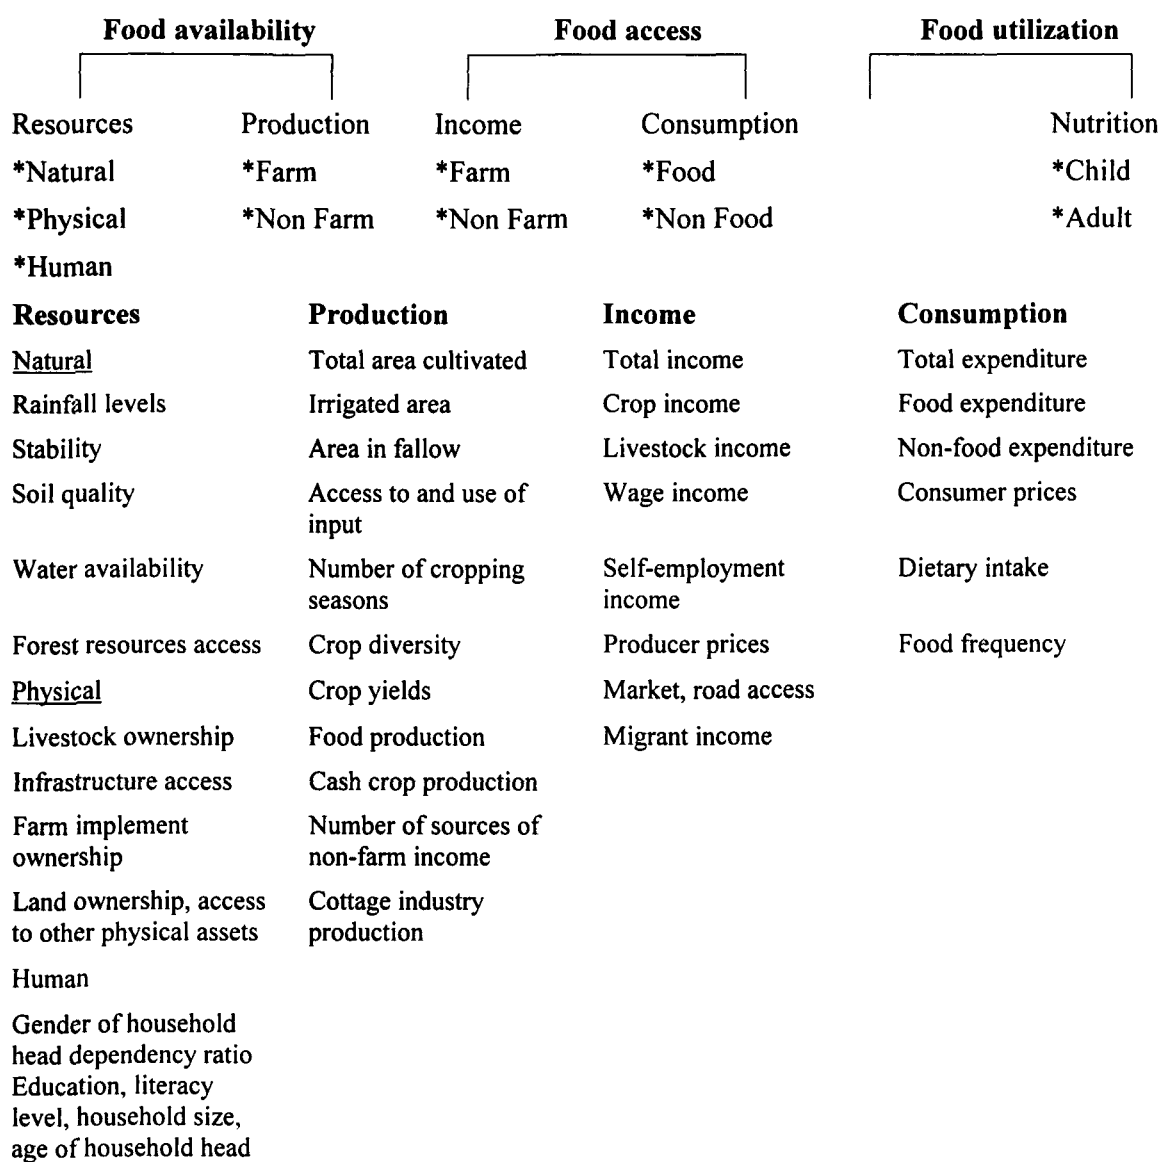 Food availability Food access Food utilization
Resources Production Income Consumption Nutrition
*Natural *Farm *Farm *Food *Child
*Physical *Non Farm *Non Farm *Non Food *Adult
*Human
Resources Production Income Consumption
Natural Total area cultivated Total income Total expenditure
Rainfall levels Irrigated area Crop income Food expenditure
Stability Area in fallow Livestock income Non-food expenditure
Soil quality Access to and use of Wage income Consumer prices
input
Water availability Number of cropping Self-employment Dietary intake
seasons income
Forest resources access Crop diversity Producer prices Food frequency
Physical Crop yields Market, road access
Livestock ownership Food production Migrant income
Infrastructure access Cash crop production
Farm implement Number of sources of
ownership non-farm income
Land ownership, access Cottage industry
to other physical assets production
Human
Gender of household
head dependency ratio
Education, literacy
level, household size,
age of household head